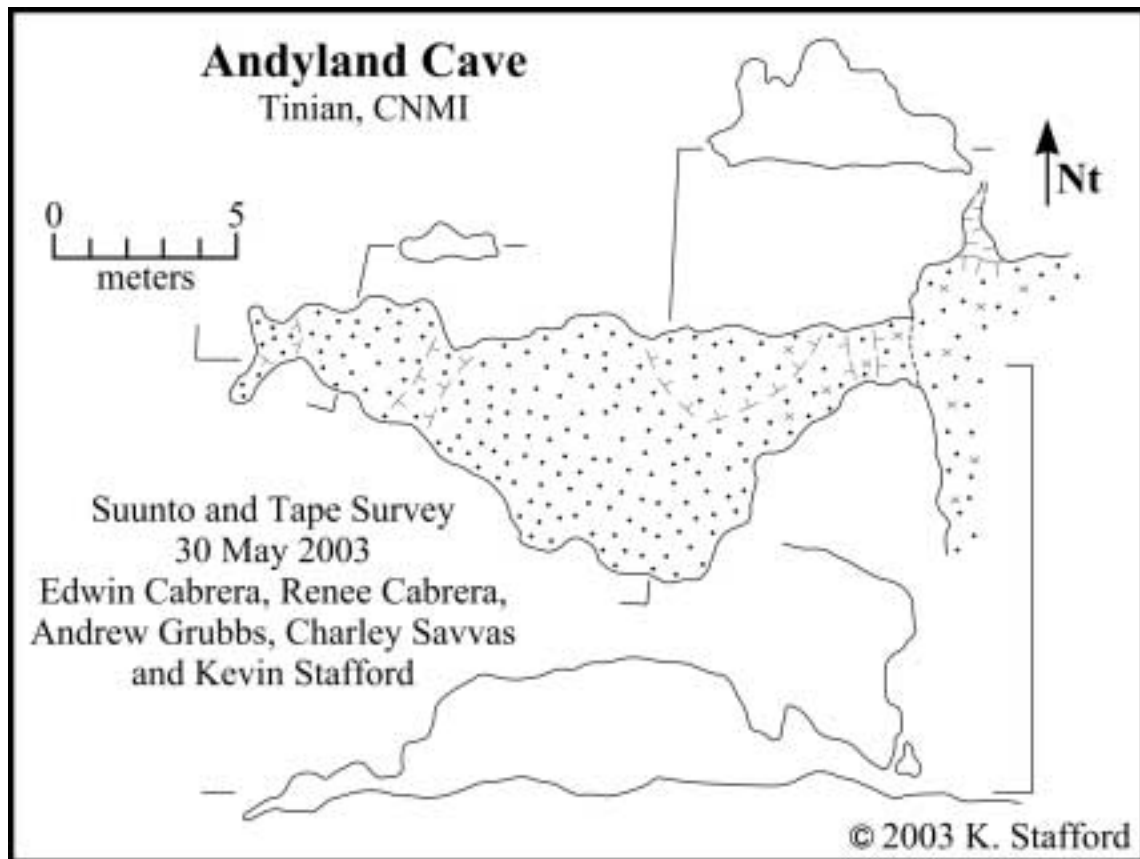 Andyland Cave
Tinian, CNMI
Nt
0 5
meters
Suunto and Tape Survey
30 May 2003
Edwin Cabrera, Renee Cabrera,
Andrew Grubbs, Charley Savvas
and Kevin Stafford
© 2003 K. Stafford